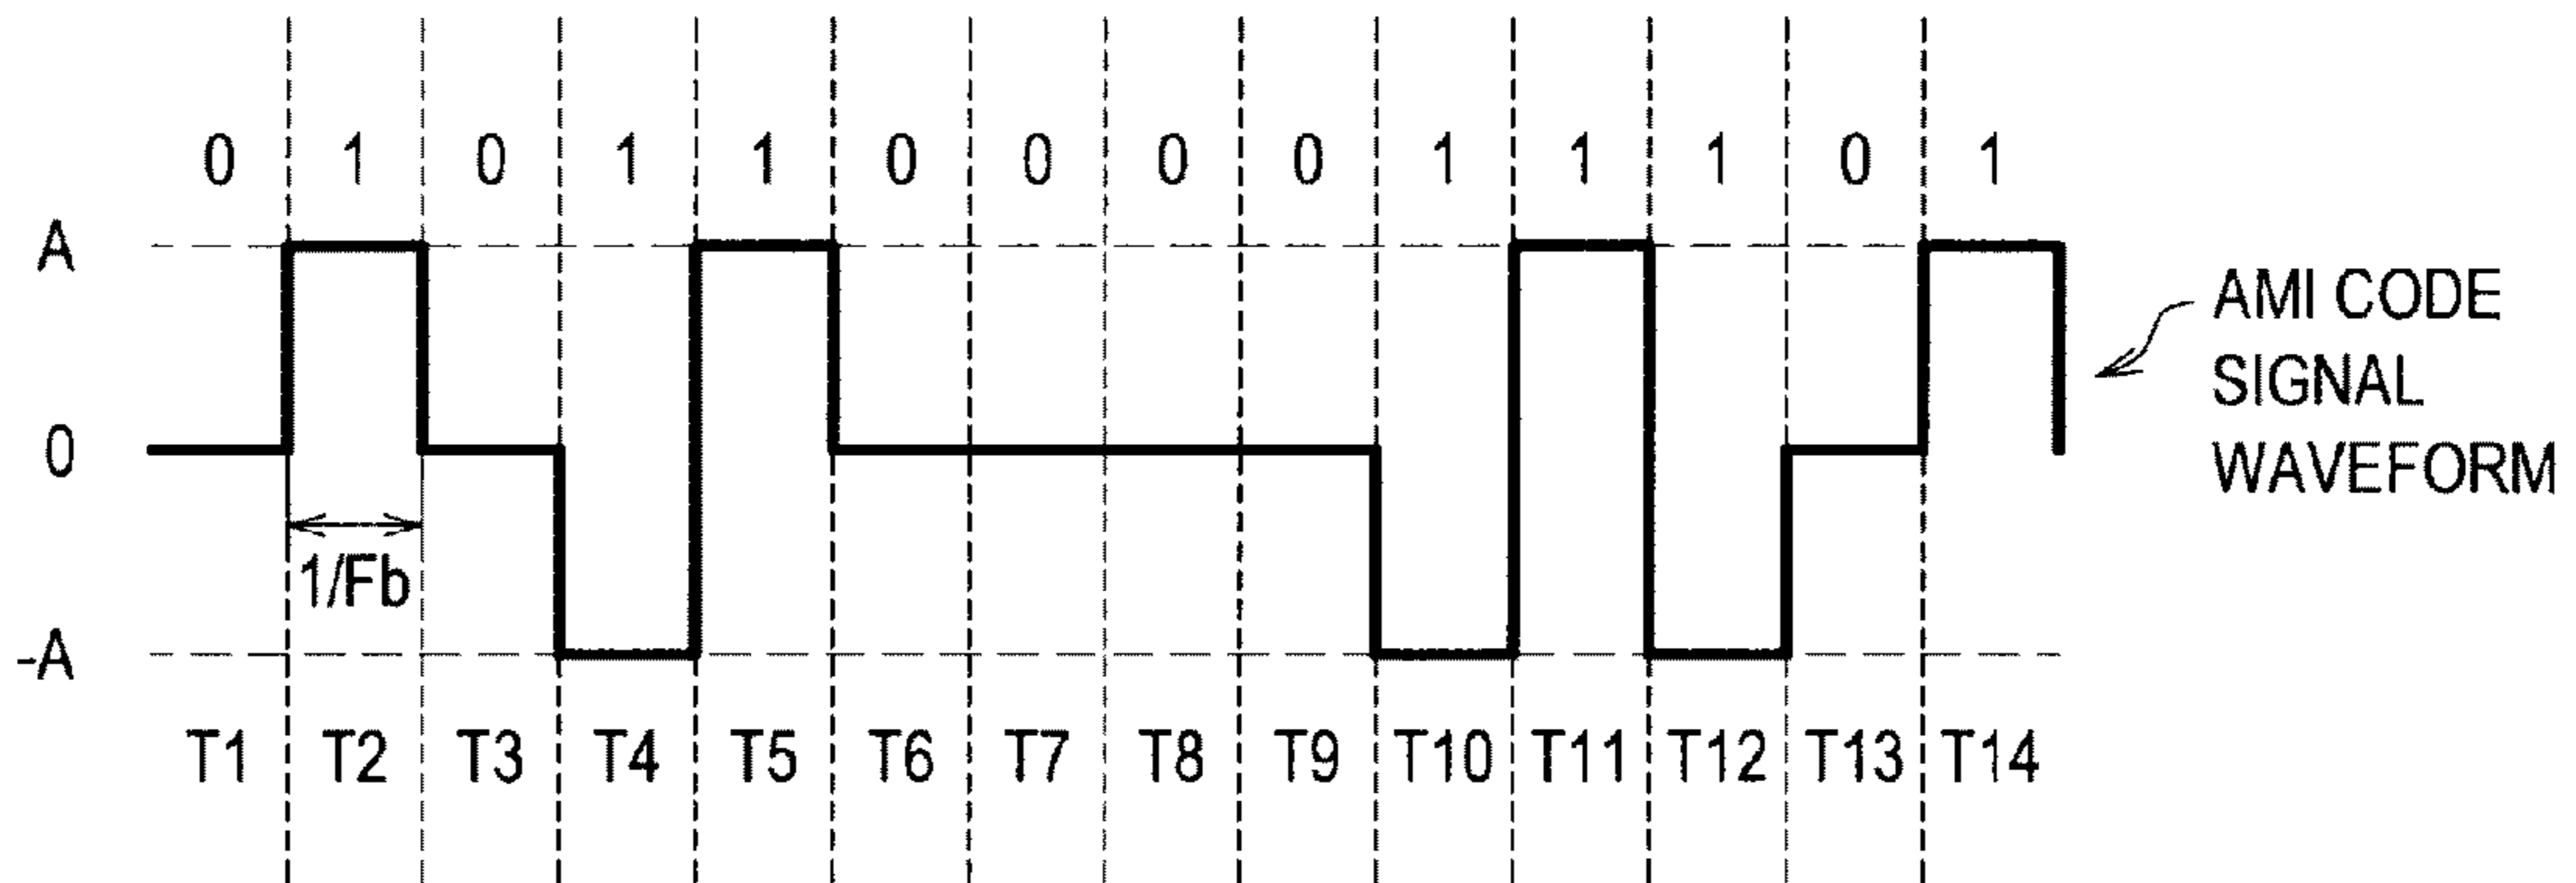 0 1 0 1 1 0 0 0 0 1 1 1 0 1
A
AMI CODE
SIGNAL
WAVEFORM
0
1/Fb
-A
T1 T2 T3 T4 T5 T6 T7 T8 T9 T10 T11 T12 T13 T14